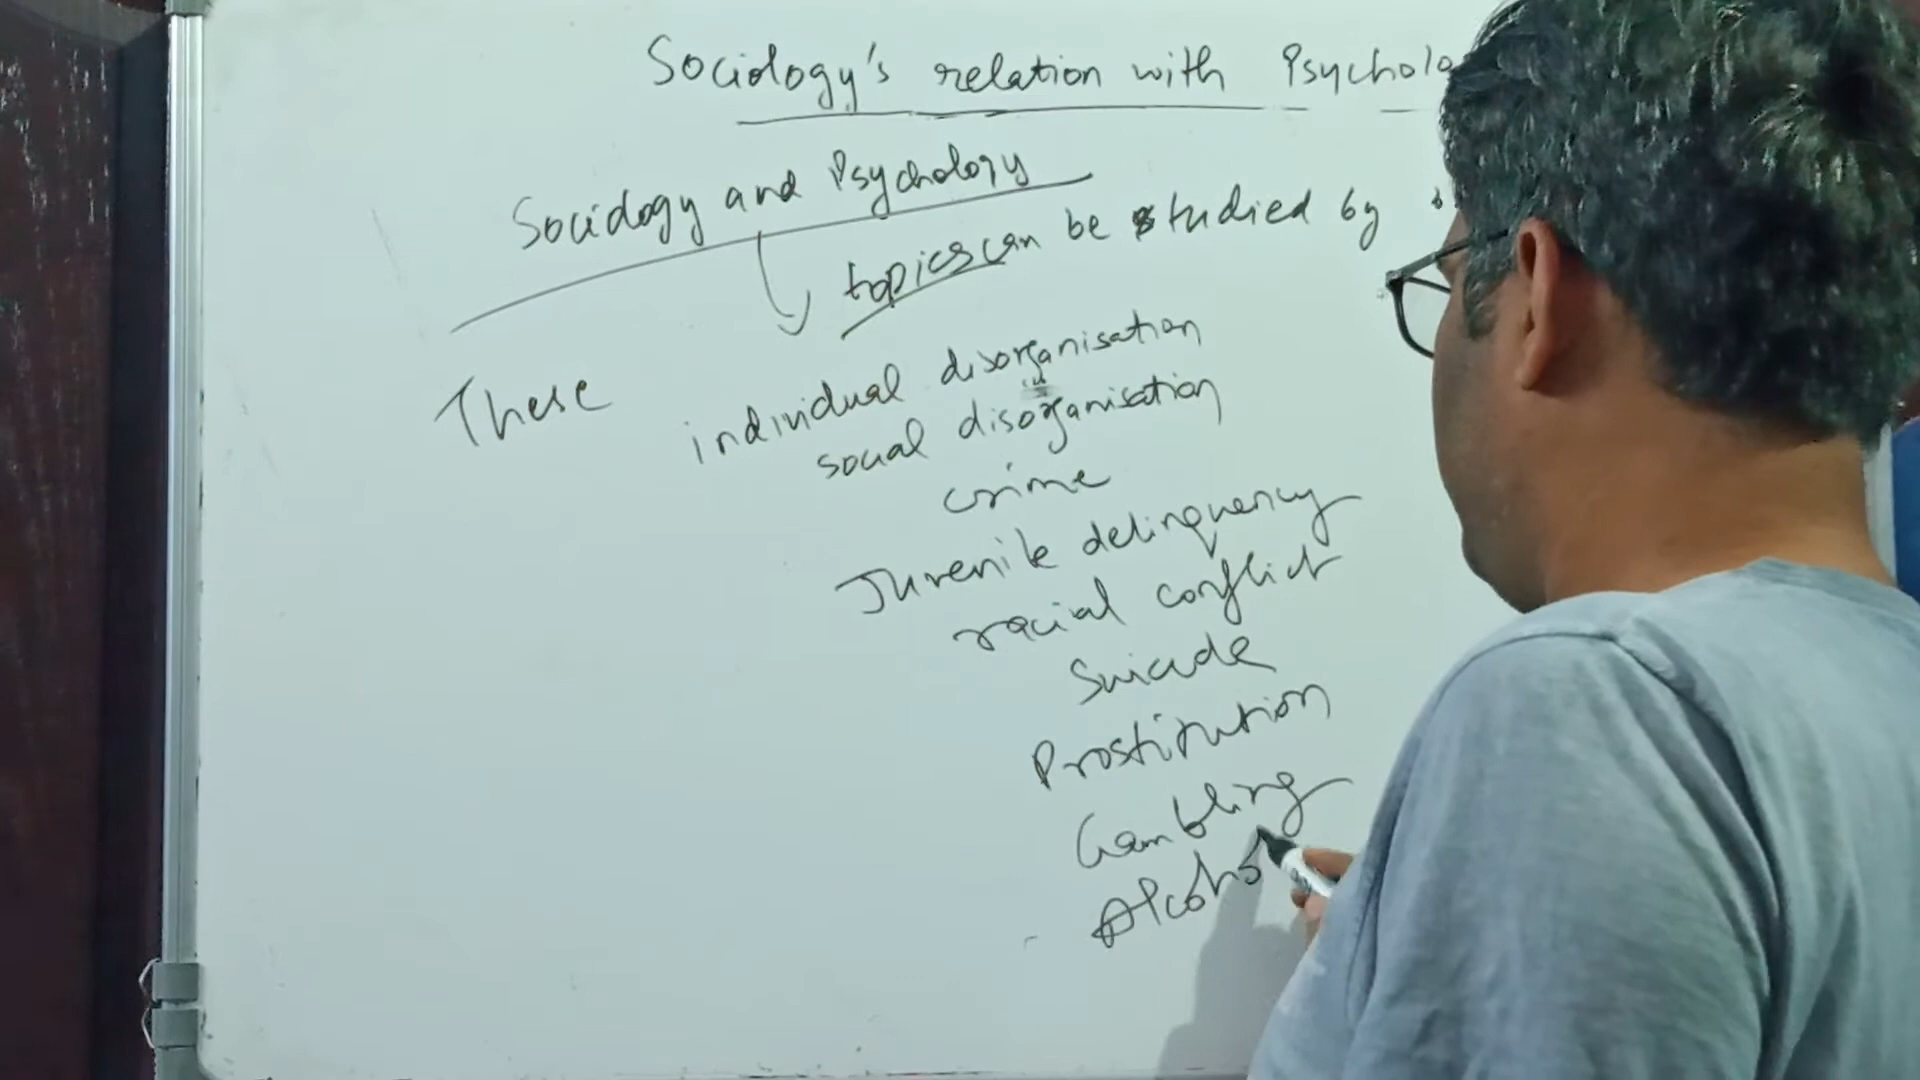 Sociology's relation with Psycholo
Sociology and Psychology
These topics can be studied by
individual disorganisation
social disorganisation
crime
Juvenile delinquency
racial conflict
Suicide
Prostitution
Gambling
Alcoho